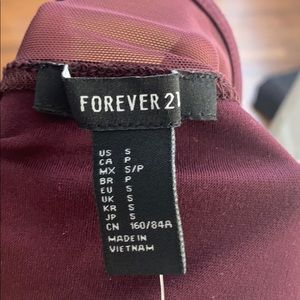 FOREVER 21
US S
CA P
MX S/P
BR P
EU S
UK S
KR S
JP S
CN 160/84A
MADE IN
VIETNAM